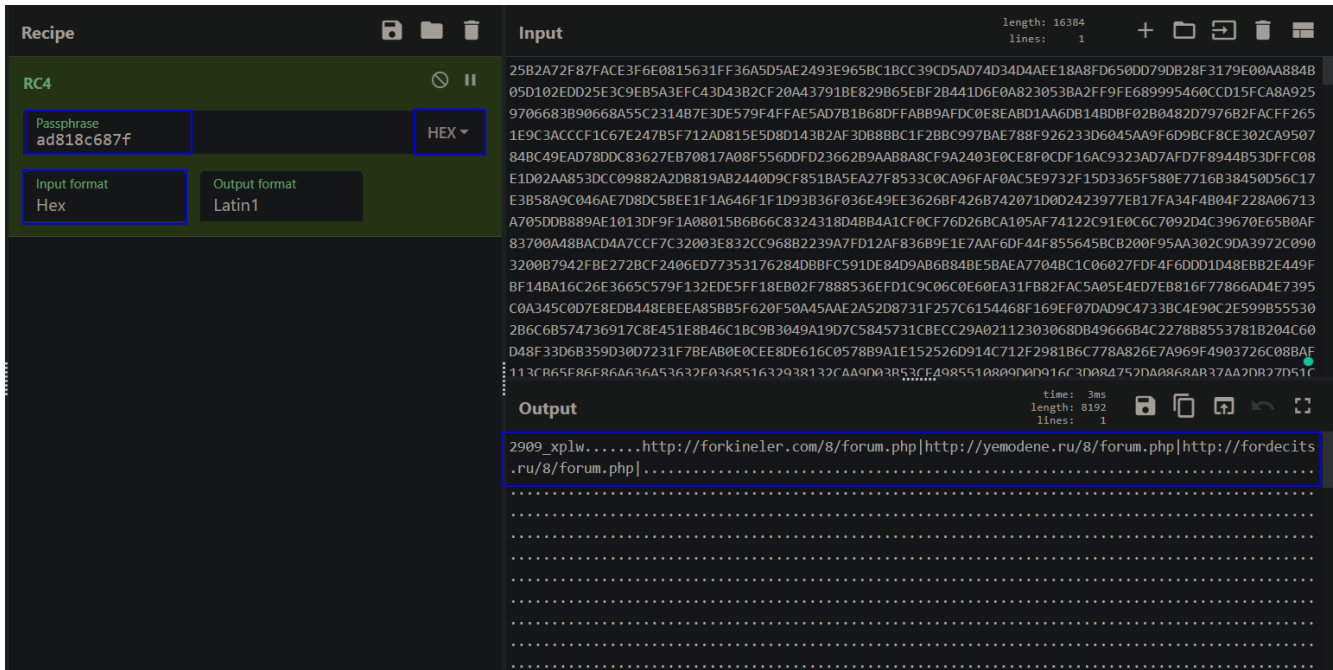 Recipe
RC4
Passphrase
ad818c687f
HEX
Input format
Hex
Output format
Latin1
Input
length: 16384
lines: 1
25B2A72F87FACE3F6E0815631FF36A5D5AE2493E965BC1BCC39CD5AD74D34D4AEE18A8FD650DD79DB28F3179E00AA884B
05D102EDD25E3C9EB5A3EFC43D43B2CF20A43791BE829B65EBF2B441D6E0A823053BA2FF9FE689995460CCD15FCA8A925
9706683B90668A55C2314B7E3DE579F4FFAE5AD7B1B68DFFABB9AFDC0E8EABD1AA6DB14BDBF02B0482D7976B2FACFF265
1E9C3ACCCF1C67E247B5F712AD815E5D8D143B2AF3DB8BBC1F2BBC997BAE788F926233D6045AA9F6D9BCF8CE302CA9507
84BC49EAD78DDC83627EB70817A08F556DDFD23662B9AAB8A8CF9A2403E0CE8F0CDF16AC9323AD7AFD7F8944B53DFFC08
E1D02AA853DCC09882A2DB819AB2440D9CF851BA5EA27F8533C0CA96FAF0AC5E9732F15D3365F580E7716B38450D56C17
E3B58A9C046AE7D8DC5BEE1F1A646F1F1D93B36F036E49EE3626BF426B742071D0D2423977EB17FA34F4B04F228A06713
A705DDB889AE1013DF9F1A08015B6B66C8324318D4BB4A1CF0CF76D26BCA105AF74122C91E0C6C7092D4C39670E65B0AF
83700A48BACD4A7CCF7C32003E832CC968B2239A7FD12AF836B9E1E7AAF6DF44F855645BCB200F95AA302C9DA3972C090
3200B7942FBE272BCF2406ED77353176284DBBFC591DE84D9AB6B84BE5BAEA7704BC1C06027FDF4F6DDD1D48EBB2E449F
BF14BA16C26E3665C579F132EDE5FF18EB02F7888536EFD1C9C06C0E60EA31FB82FAC5A05E4ED7EB816F77866AD4E7395
C0A345C0D7E8EDB448EBEEA85BB5F620F50A45AAE2A52D8731F257C6154468F169EF07DAD9C4733BC4E90C2E599B55530
2B6C6B574736917C8E451E8B46C1BC9B3049A19D7C5845731CBECC29A02112303068DB49666B4C2278B8553781B204C60
D48F33D6B359D30D7231F7BEAB0E0CEE8DE616C0578B9A1E152526D914C712F2981B6C778A826E7A969F4903726C08BAF
Output
time: 3ms
length: 8192
lines: 1
2909_xplw.......http://forkineler.com/8/forum.php|http://yemodene.ru/8/forum.php|http://fordecits
.ru/8/forum.php|